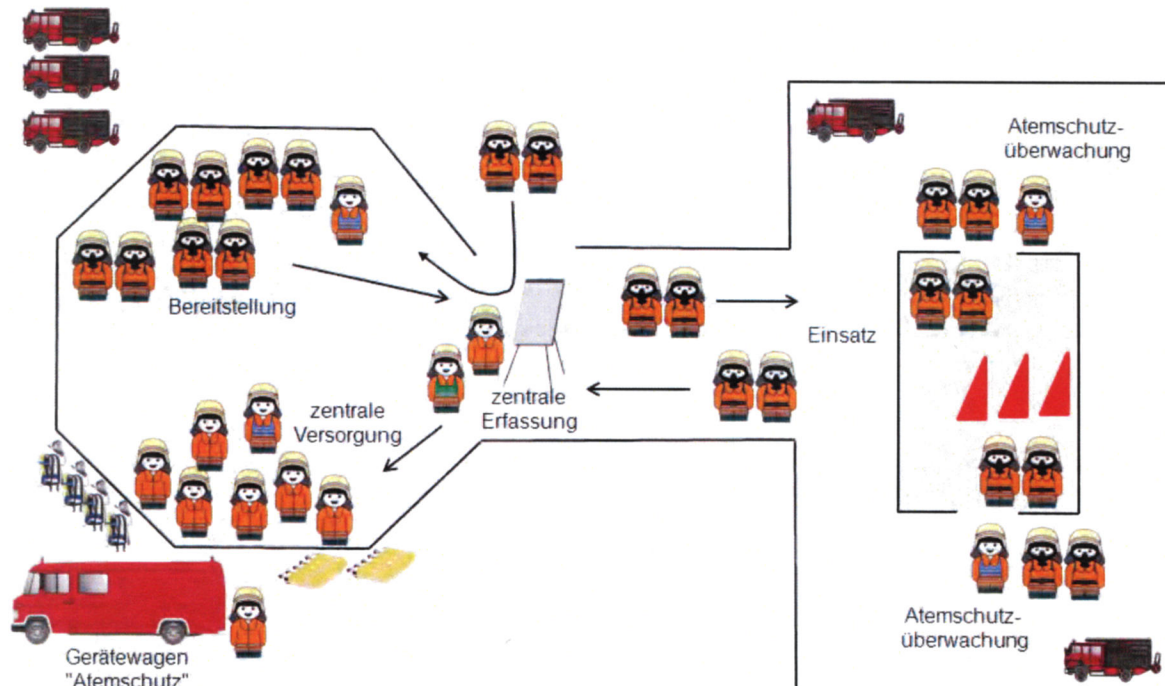 Atemschutz-
überwachung
Bereitstellung
Einsatz
zentrale
Erfassung
zentrale
Versorgung
Atemschutz-
überwachung
Gerätewagen
"Atemschutz"